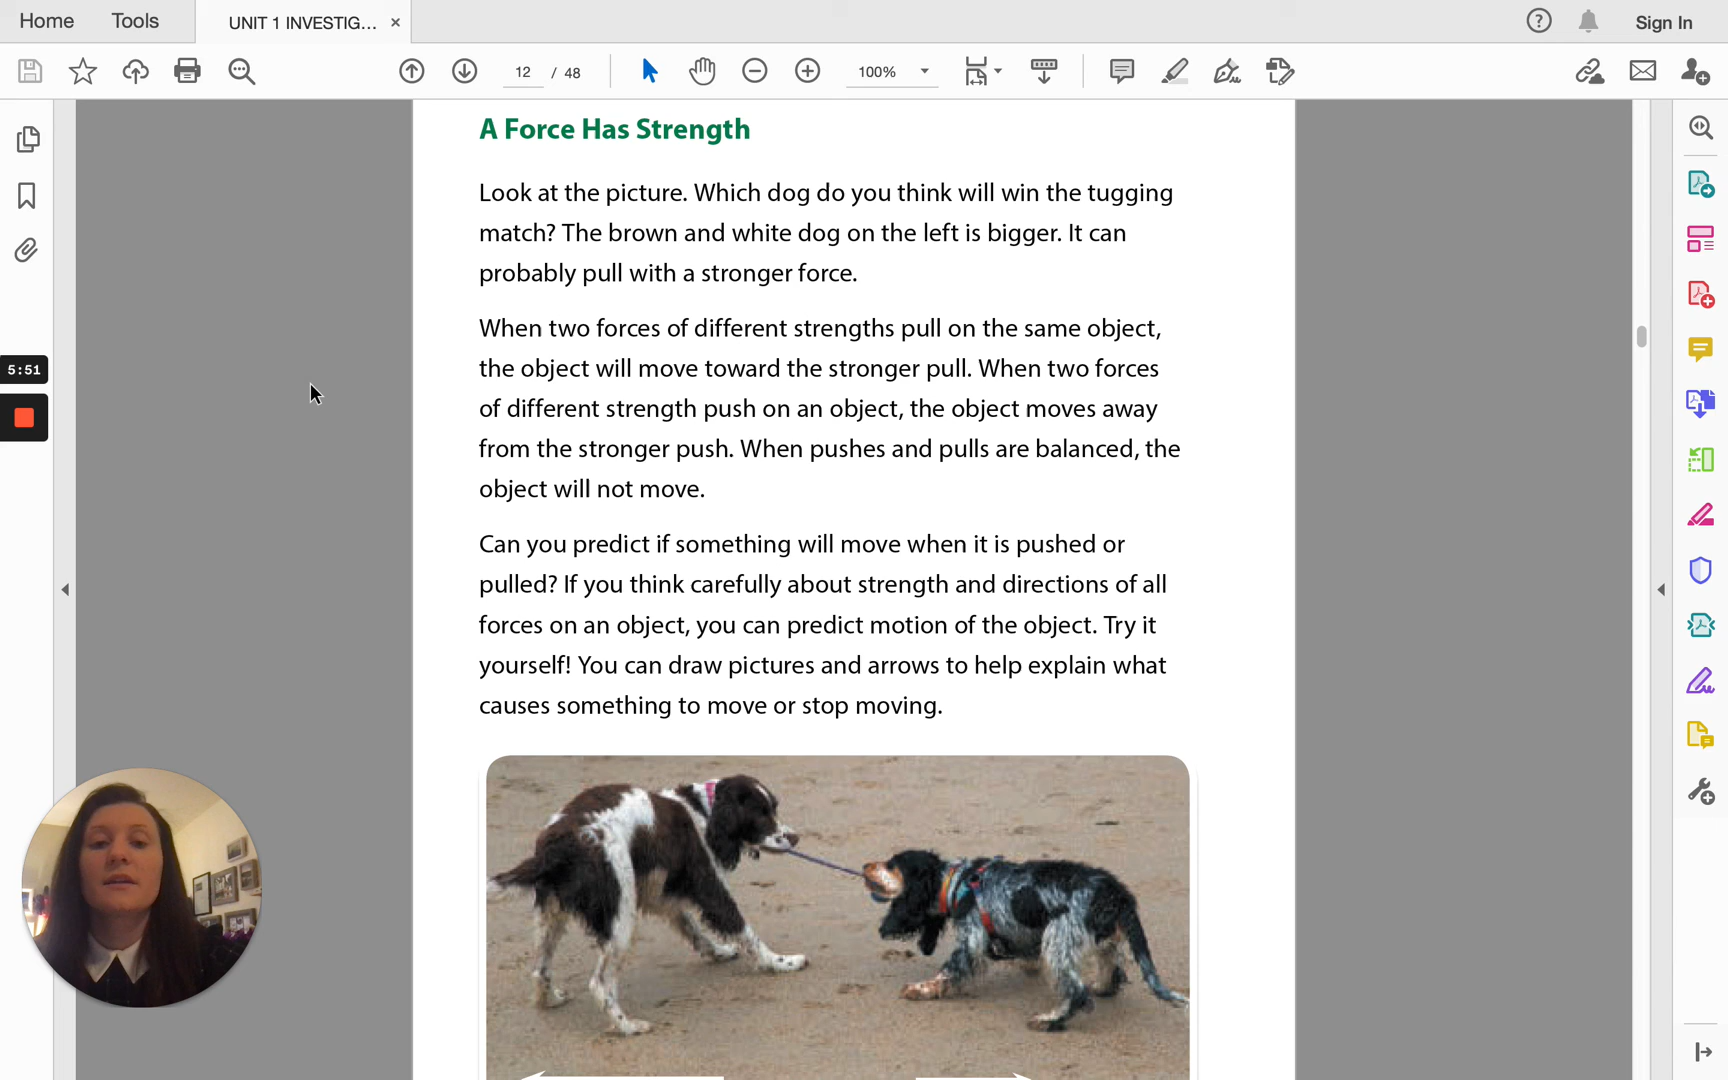 Home Tools UNIT 1 INVESTIG... × Sign In
12 / 48 100%
A Force Has Strength
Look at the picture. Which dog do you think will win the tugging
match? The brown and white dog on the left is bigger. It can
probably pull with a stronger force.
When two forces of different strengths pull on the same object,
the object will move toward the stronger pull. When two forces
of different strength push on an object, the object moves away
from the stronger push. When pushes and pulls are balanced, the
object will not move.
Can you predict if something will move when it is pushed or
pulled? If you think carefully about strength and directions of all
forces on an object, you can predict motion of the object. Try it
yourself! You can draw pictures and arrows to help explain what
causes something to move or stop moving.
5:51